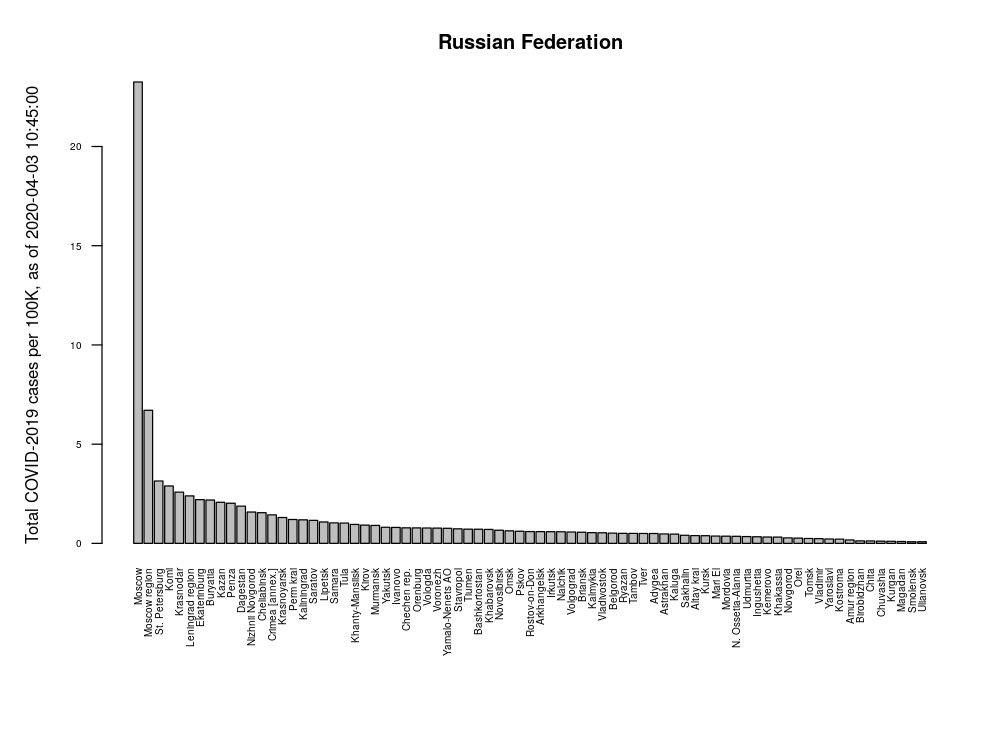 Russian Federation
Total COVID-2019 cases per 100K, as of 2020-04-03 10:45:00
20
15
10
5
0
Moscow
Moscow region
St. Petersburg
Komi
Krasnodar
Leningrad region
Ekaterinburg
Buryatia
Kazan
Penza
Dagestan
Nizhnii Novgorod
Cheliabinsk
Crimea [annex.]
Krasnoyarsk
Perm krai
Kaliningrad
Saratov
Lipetsk
Samara
Tula
Khanty-Mansiisk
Kirov
Murmansk
Yakutsk
Ivanovo
Chechen rep.
Orenburg
Vologda
Voronezh
Yamalo-Nenets AO
Stavropol
Tiumen
Bashkortostan
Khabarovsk
Novosibirsk
Omsk
Pskov
Rostov-on-Don
Arkhangelsk
Irkutsk
Nalchik
Volgograd
Briansk
Kalmykia
Vladivostok
Belgorod
Ryazan
Tambov
Tver
Adygea
Astrakhan
Kaluga
Sakhalin
Altay krai
Kursk
Mari El
Mordovia
N. Ossetia-Alania
Udmurtia
Ingushetia
Kemerovo
Khakassia
Novgorod
Orel
Tomsk
Vladimir
Yaroslavl
Kostroma
Amur region
Birobidzhan
Chita
Chuvashia
Kurgan
Magadan
Smolensk
Ulianovsk